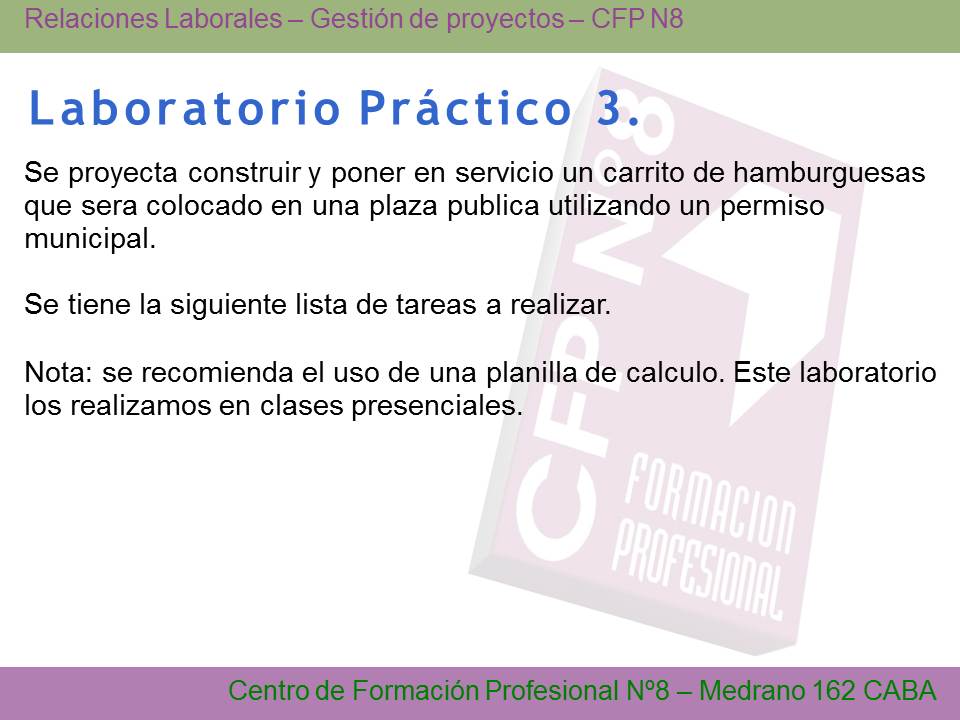 Relaciones Laborales – Gestión de proyectos – CFP N8
Laboratorio Práctico 3.
Se proyecta construir y poner en servicio un carrito de hamburguesas
que sera colocado en una plaza publica utilizando un permiso
municipal.
Se tiene la siguiente lista de tareas a realizar.
Nota: se recomienda el uso de una planilla de calculo. Este laboratorio
los realizamos en clases presenciales.
CFP Nº8
FORMACION
PROFESIONAL
Centro de Formación Profesional Nº8 – Medrano 162 CABA